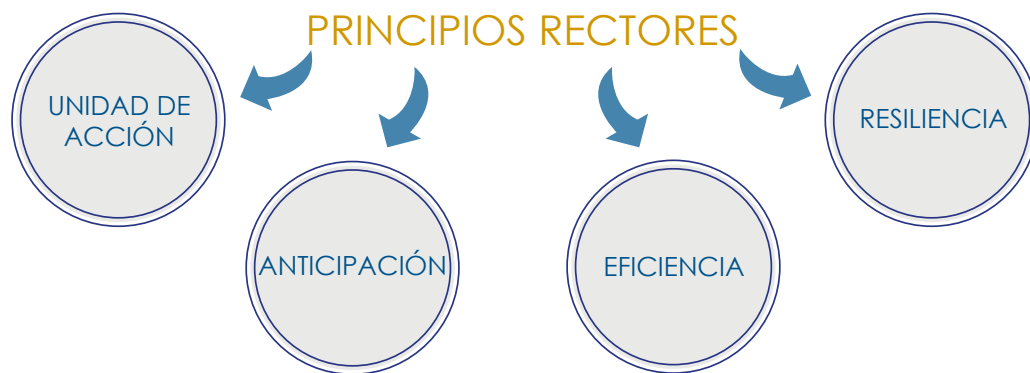 PRINCIPIOS RECTORES
UNIDAD DE
ACCIÓN
ANTICIPACIÓN
EFICIENCIA
RESILIENCIA